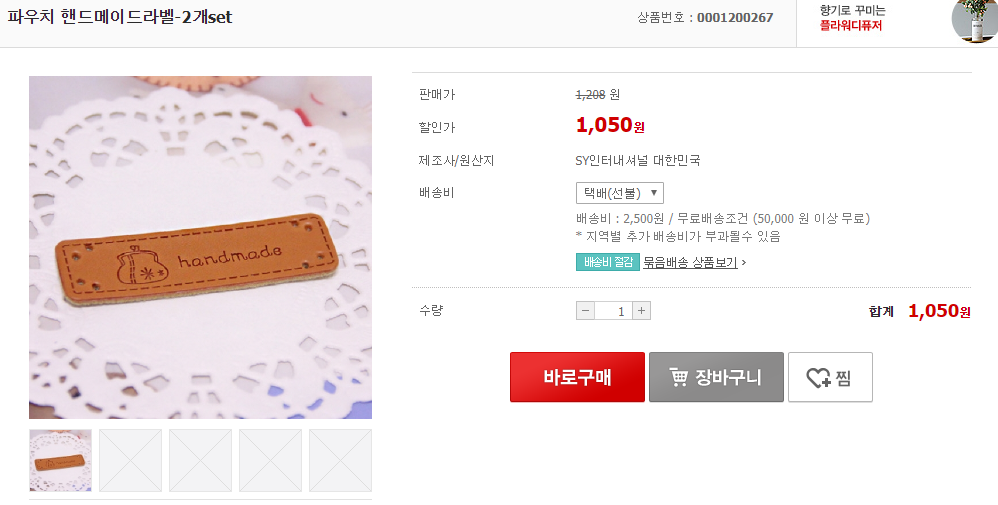 파우치 핸드메이드라벨-2개set
상품번호 : 0001200267
향기로 꾸미는
플라워디퓨저
판매가 1,208 원
할인가 1,050원
제조사/원산지 SY인터내셔널 대한민국
배송비 택배(선불) ▼
배송비 : 2,500원 / 무료배송조건 (50,000 원 이상 무료)
* 지역별 추가 배송비가 부과될수 있음
배송비 절감 묶음배송 상품보기 ›
handmade
수량 − 1 + 합계 1,050원
바로구매 장바구니 찜